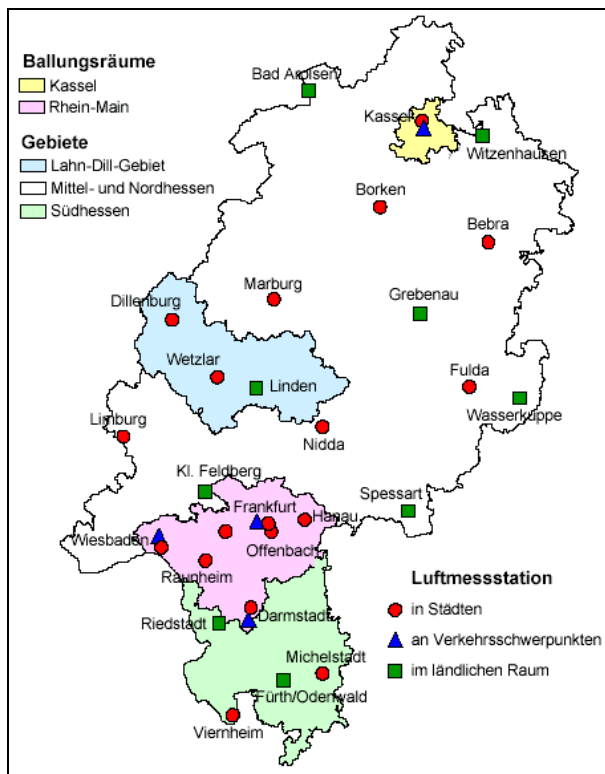 Ballungsräume
Kassel
Rhein-Main
Gebiete
Lahn-Dill-Gebiet
Mittel- und Nordhessen
Südhessen
Bad Arolsen
Kassel
Witzenhausen
Borken
Bebra
Marburg
Dillenburg
Grebenau
Wetzlar
Linden
Fulda
Wasserkuppe
Limburg
Nidda
Kl. Feldberg
Spessart
Frankfurt
Hanau
Wiesbaden
Offenbach
Raunheim
Luftmessstation
in Städten
an Verkehrsschwerpunkten
im ländlichen Raum
Riedstadt
Darmstadt
Michelstadt
Fürth/Odenwald
Viernheim